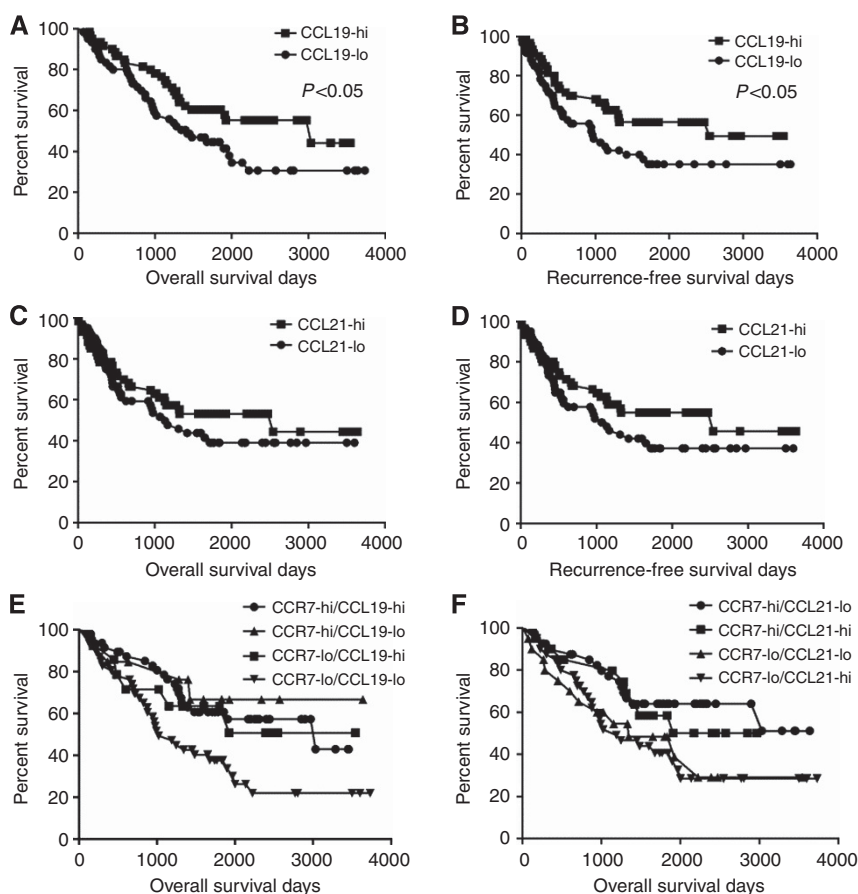 A
CCL19-hi
CCL19-lo
P<0.05
Percent survival
100
80
60
40
20
0
0 1000 2000 3000 4000
Overall survival days
B
CCL19-hi
CCL19-lo
P<0.05
Percent survival
100
80
60
40
20
0
0 1000 2000 3000 4000
Recurrence-free survival days
C
CCL21-hi
CCL21-lo
Percent survival
100
80
60
40
20
0
0 1000 2000 3000 4000
Overall survival days
D
CCL21-hi
CCL21-lo
Percent survival
100
80
60
40
20
0
0 1000 2000 3000 4000
Recurrence-free survival days
E
CCR7-hi/CCL19-hi
CCR7-hi/CCL19-lo
CCR7-lo/CCL19-hi
CCR7-lo/CCL19-lo
Percent survival
100
80
60
40
20
0
0 1000 2000 3000 4000
Overall survival days
F
CCR7-hi/CCL21-lo
CCR7-hi/CCL21-hi
CCR7-lo/CCL21-lo
CCR7-lo/CCL21-hi
Percent survival
100
80
60
40
20
0
0 1000 2000 3000 4000
Overall survival days